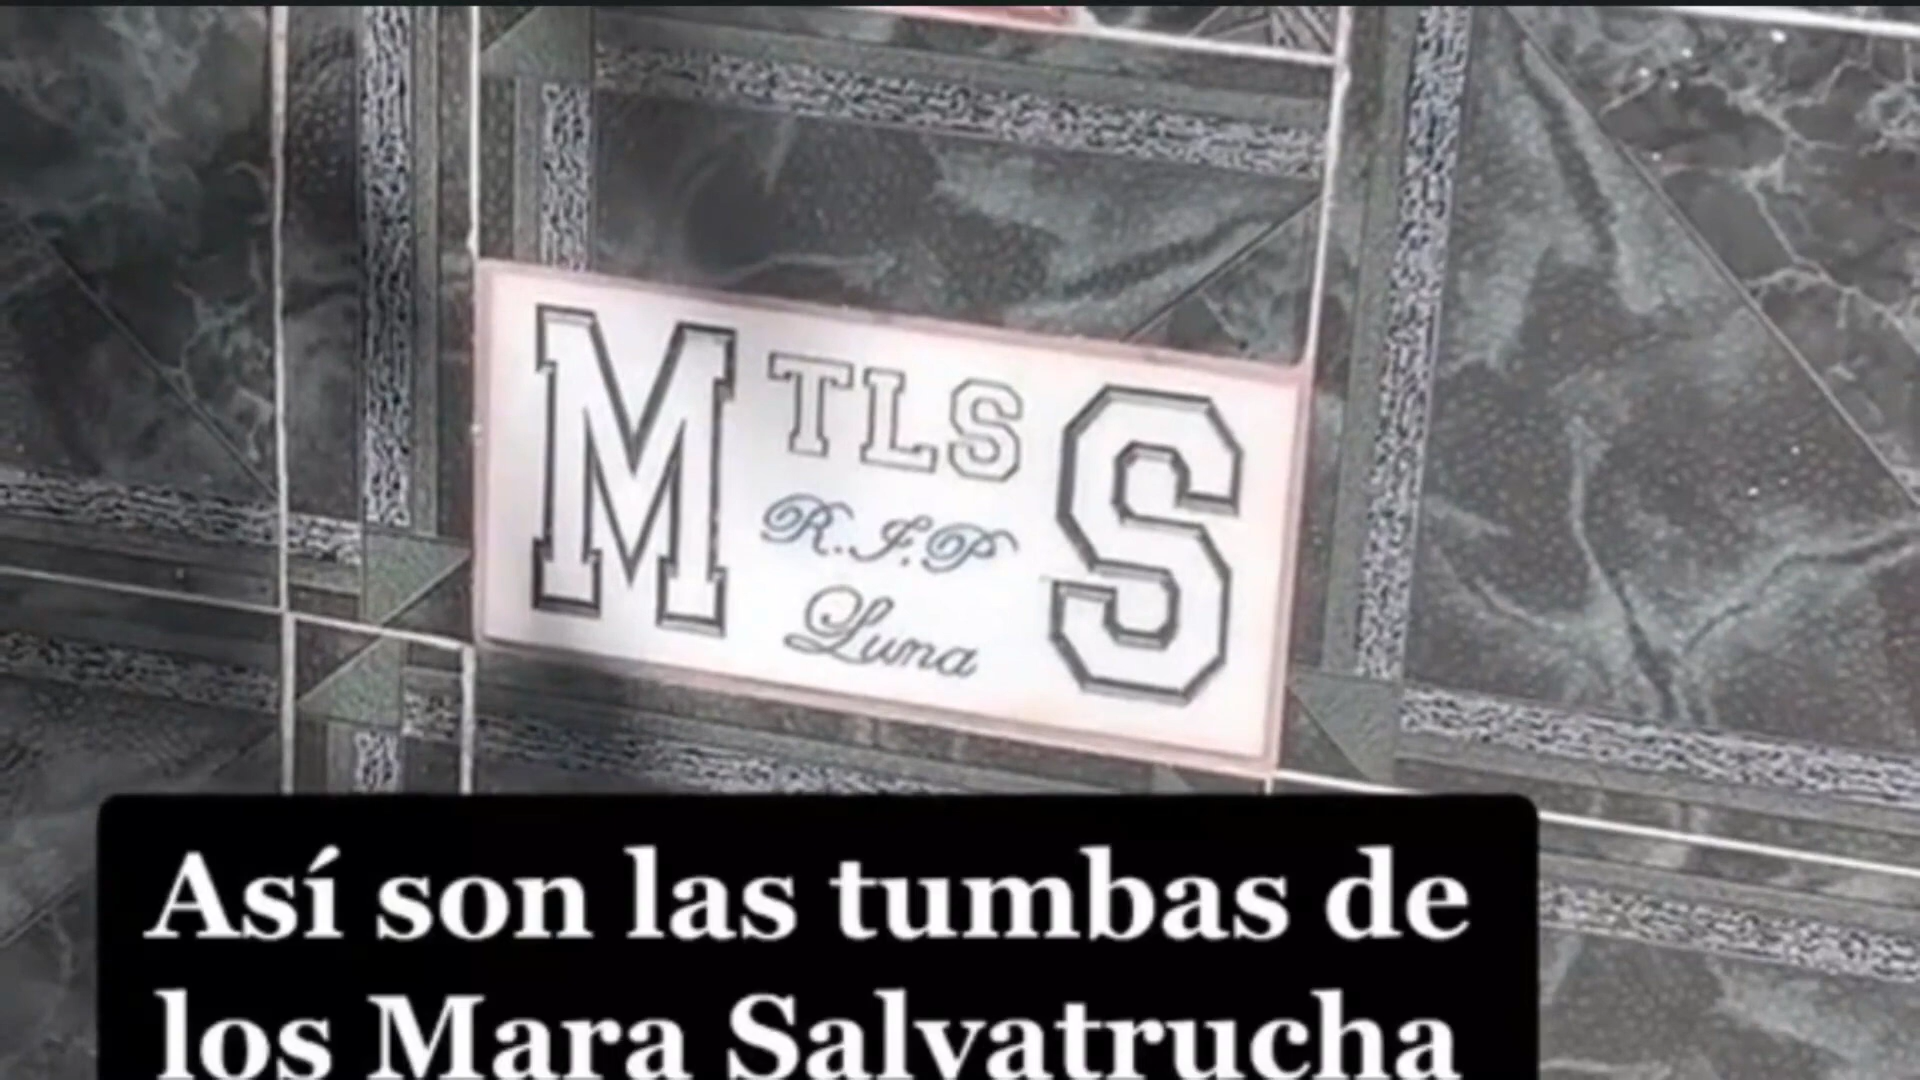 M TLS S
R.I.P
Luna
Así son las tumbas de
los Mara Salvatrucha